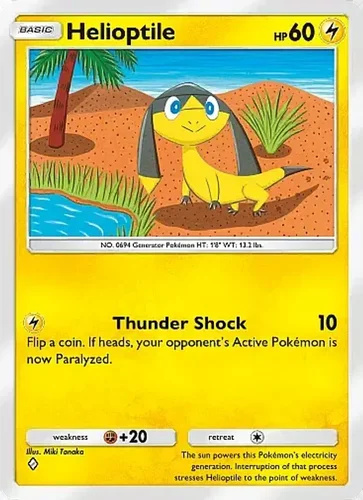 BASIC Helioptile HP60
NO. 0694 Generator Pokémon HT: 1'8" WT: 13.2 lbs.
Thunder Shock 10
Flip a coin. If heads, your opponent's Active Pokémon is
now Paralyzed.
weakness +20 retreat
Illus. Miki Tanaka
The sun powers this Pokémon's electricity
generation. Interruption of that process
stresses Helioptile to the point of weakness.